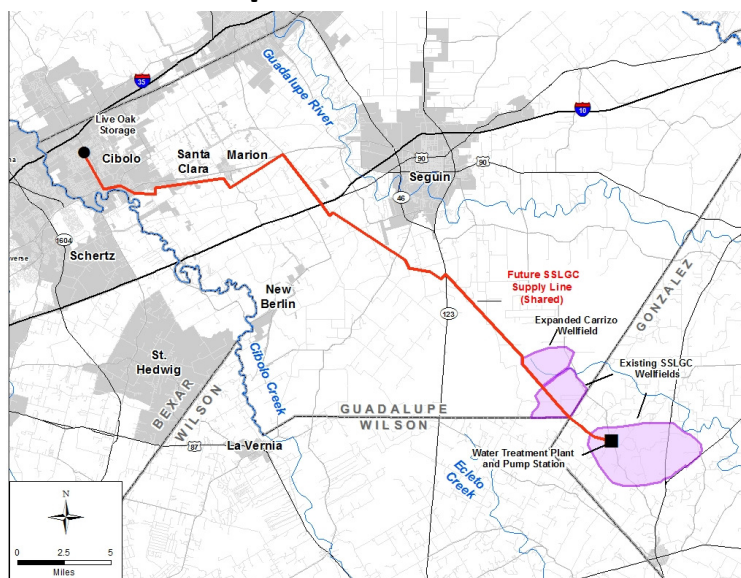 35
Guadalupe River
10
Live Oak
Storage
Cibolo
Santa
Clara
Marion
90
90
Seguin
46
1604
Schertz
New
Berlin
Future SSLGC
Supply Line
(Shared)
123
GONZALEZ
Expanded Carrizo
Wellfield
St.
Hedwig
Cibolo Creek
Existing SSLGC
Wellfields
BEXAR
WILSON
GUADALUPE
WILSON
87
La Vernia
Water Treatment Plant
and Pump Station
Ecleto
Creek
N
0 2.5 5
Miles